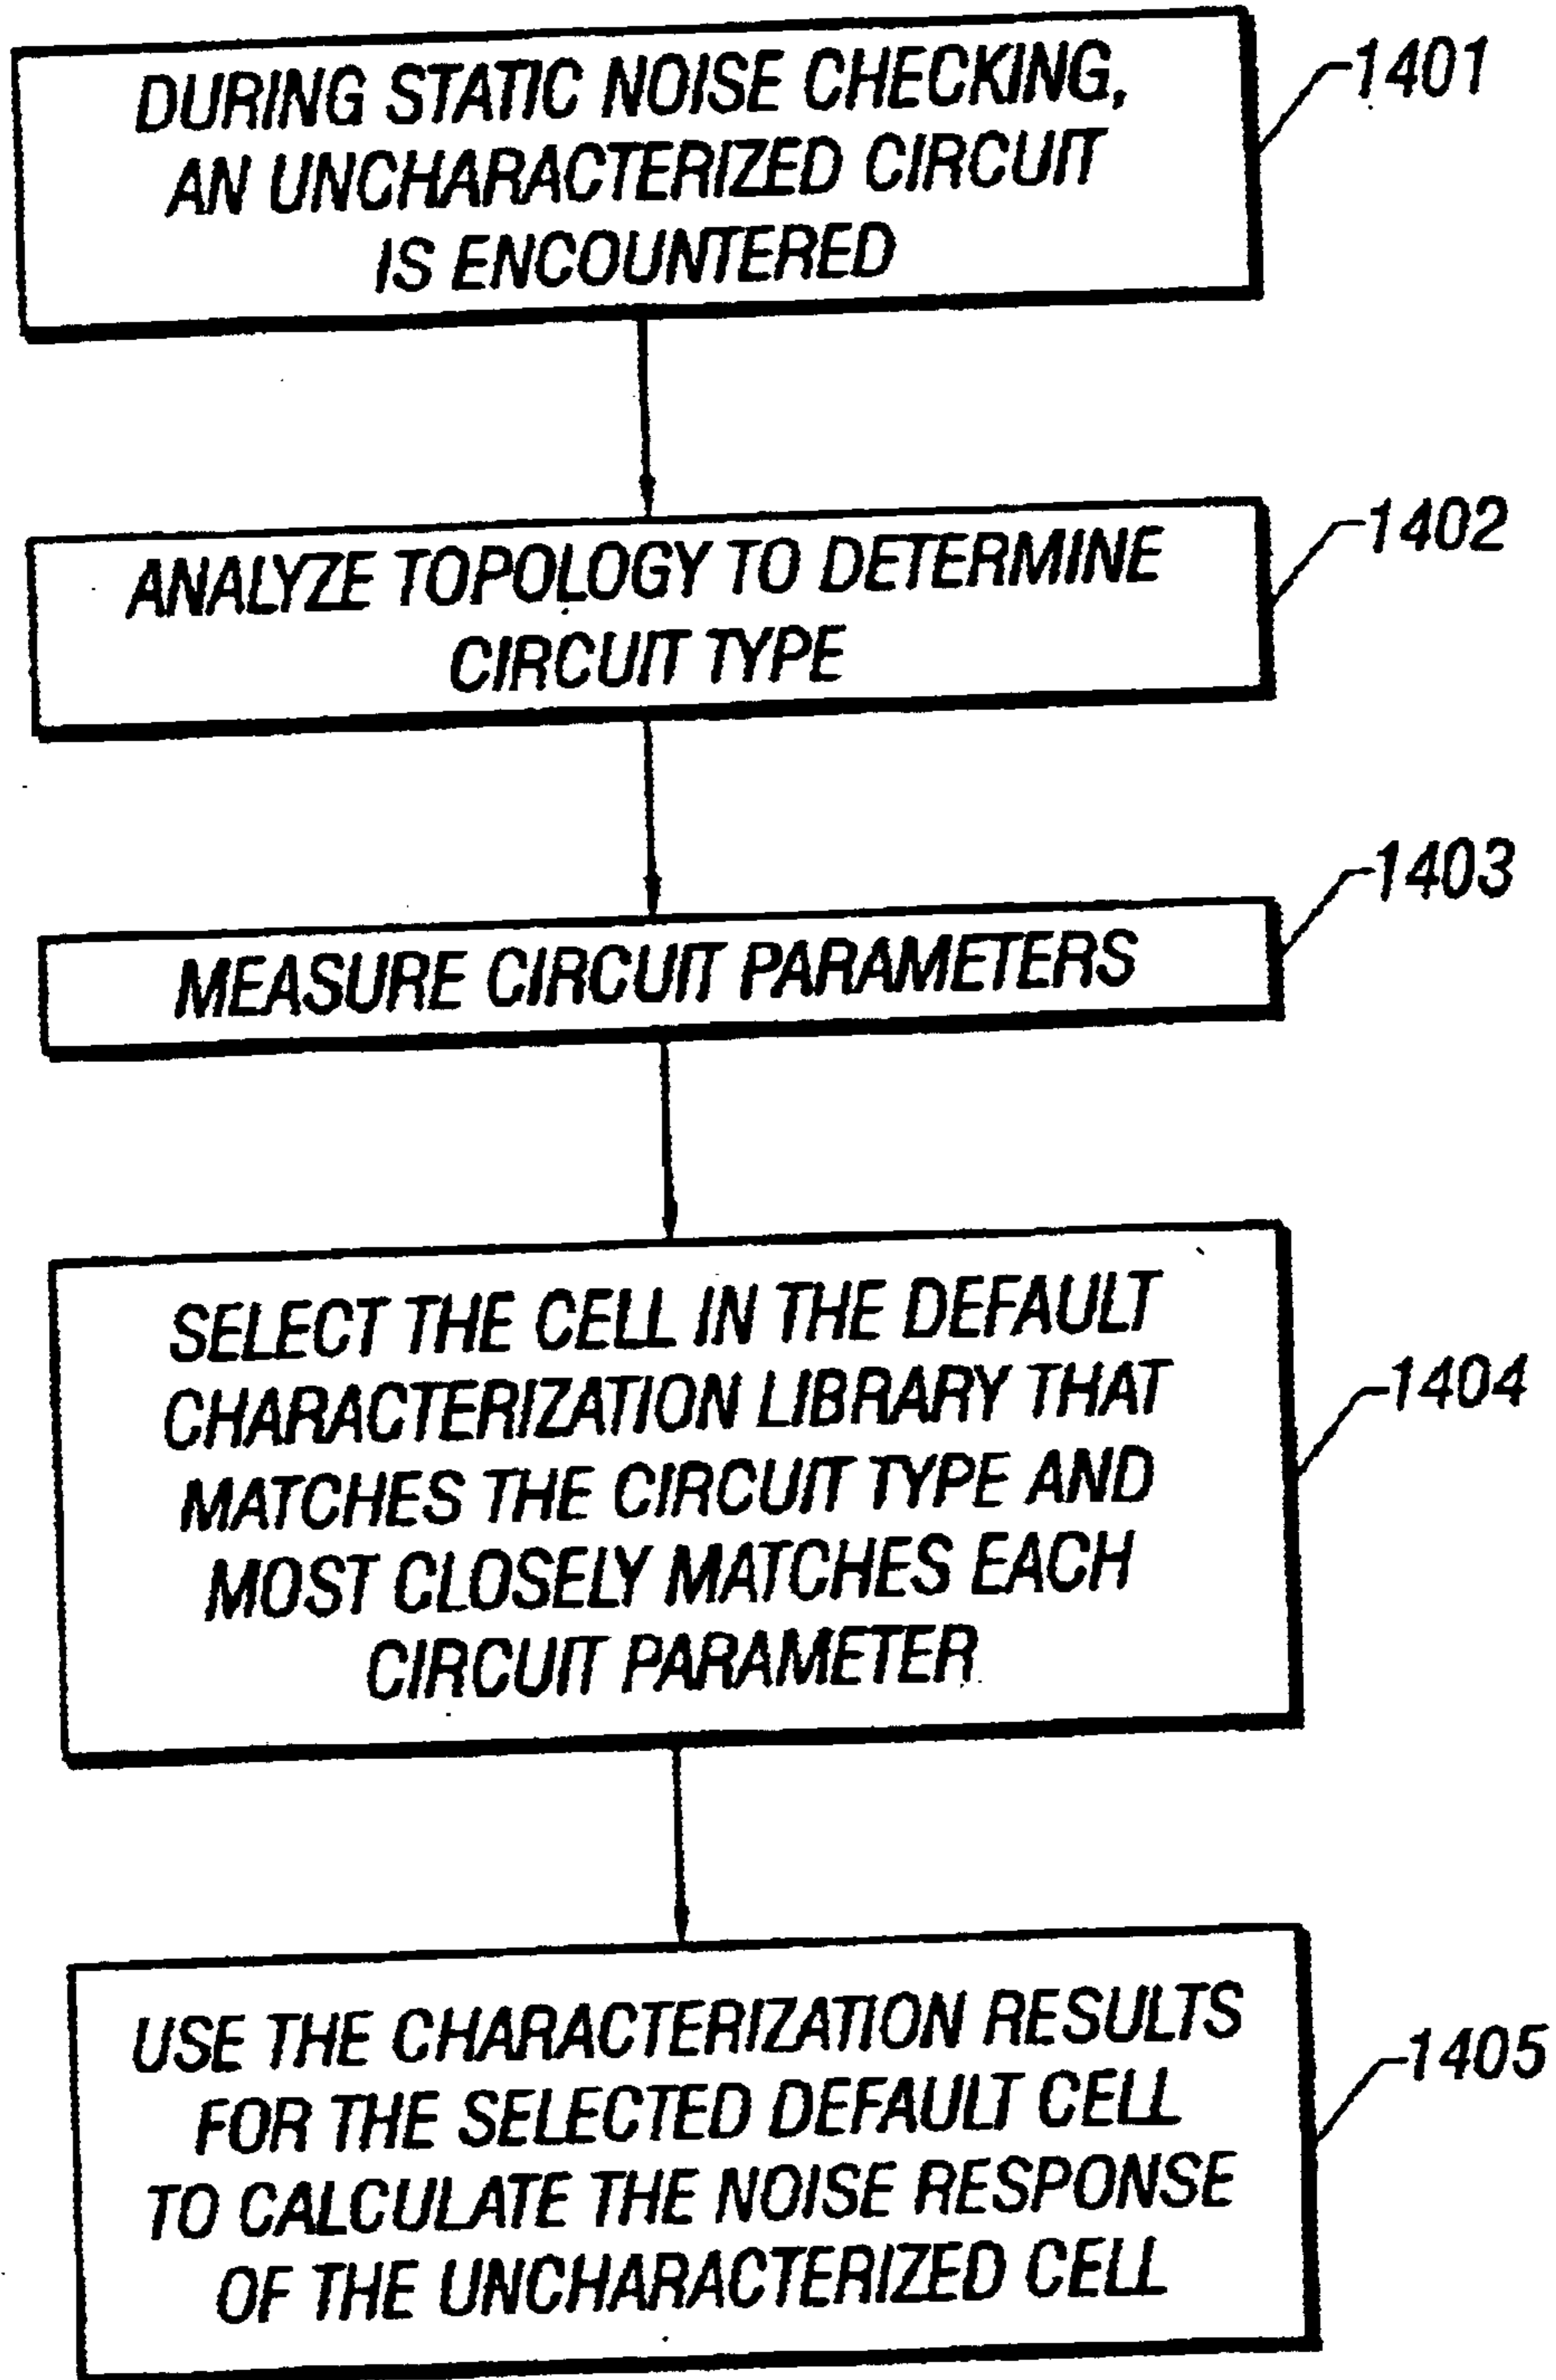 DURING STATIC NOISE CHECKING,
AN UNCHARACTERIZED CIRCUIT
IS ENCOUNTERED
1401
ANALYZE TOPOLOGY TO DETERMINE
CIRCUIT TYPE
1402
MEASURE CIRCUIT PARAMETERS
1403
SELECT THE CELL IN THE DEFAULT
CHARACTERIZATION LIBRARY THAT
MATCHES THE CIRCUIT TYPE AND
MOST CLOSELY MATCHES EACH
CIRCUIT PARAMETER
1404
USE THE CHARACTERIZATION RESULTS
FOR THE SELECTED DEFAULT CELL
TO CALCULATE THE NOISE RESPONSE
OF THE UNCHARACTERIZED CELL
1405